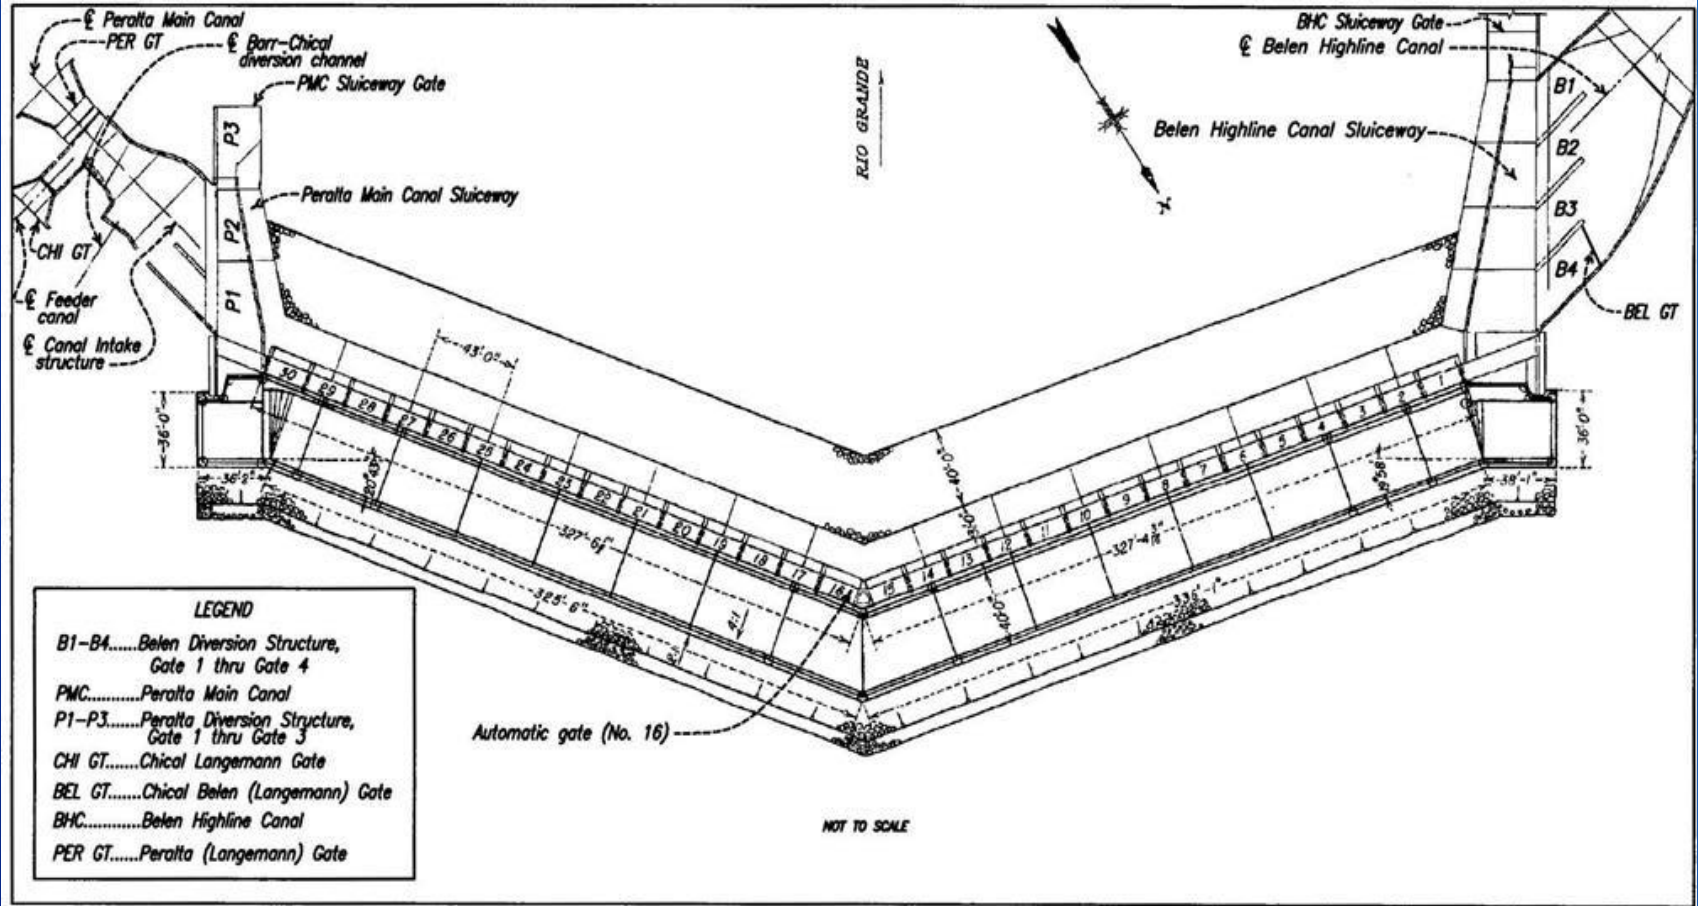 ℄ Peralta Main Canal
PER GT
℄ Barr-Chical
diversion channel
PMC Sluiceway Gate
Peralta Main Canal Sluiceway
CHI GT
℄ Feeder
canal
℄ Canal Intake
structure
P3
P2
P1
RIO GRANDE
BHC Sluiceway Gate
℄ Belen Highline Canal
Belen Highline Canal Sluiceway
B1
B2
B3
B4
BEL GT
43'-0"
36'-0"
36'-2"
20° 43'
30
29
28
27
26
25
24
23
22
21
20
19
18
17
16
15
14
13
12
11
10
9
8
7
6
5
4
3
2
1
40'-0"
40'-0"
36'-0"
38'-1"
325'-6"
336'-1"
4:1
Automatic gate (No. 16)
NOT TO SCALE
LEGEND
B1-B4......Belen Diversion Structure,
Gate 1 thru Gate 4
PMC..........Peralta Main Canal
P1-P3......Peralta Diversion Structure,
Gate 1 thru Gate 3
CHI GT......Chical Langemann Gate
BEL GT......Chical Belen (Langemann) Gate
BHC...........Belen Highline Canal
PER GT......Peralta (Langemann) Gate